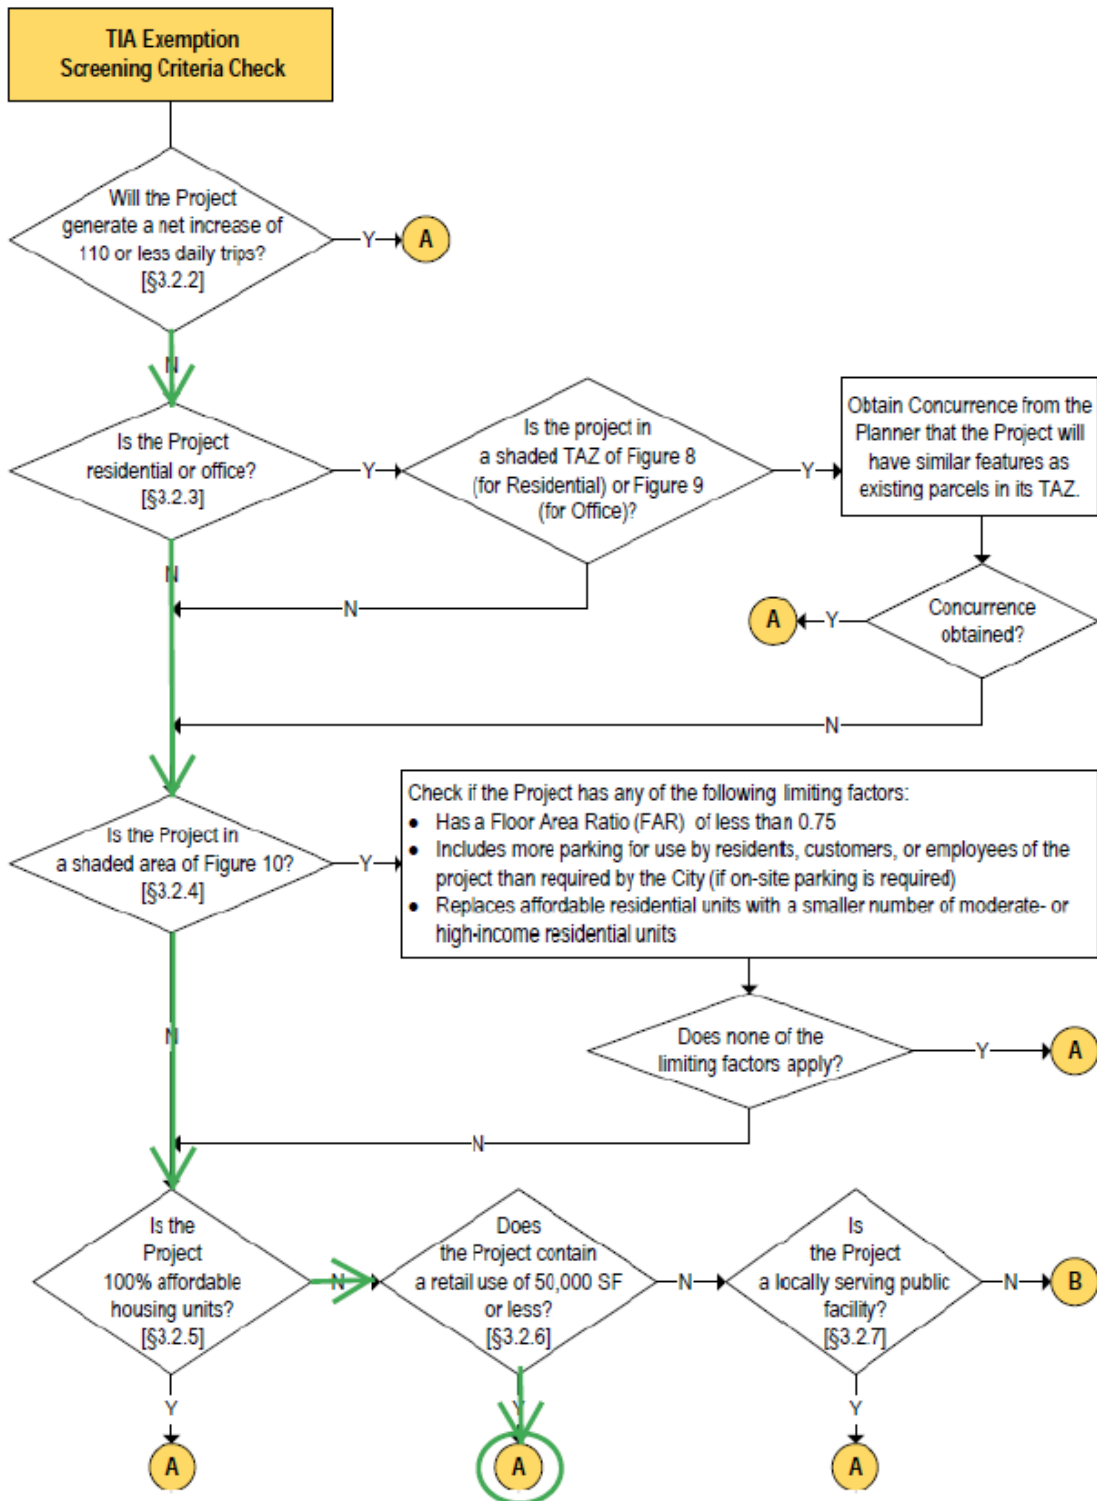 TIA Exemption
Screening Criteria Check
Will the Project
generate a net increase of
110 or less daily trips?
[§3.2.2]
Y
A
N
Is the Project
residential or office?
[§3.2.3]
Y
Is the project in
a shaded TAZ of Figure 8
(for Residential) or Figure 9
(for Office)?
Y
Obtain Concurrence from the
Planner that the Project will
have similar features as
existing parcels in its TAZ.
N
N
A
Y
Concurrence
obtained?
N
Is the Project in
a shaded area of Figure 10?
[§3.2.4]
Y
Check if the Project has any of the following limiting factors:
• Has a Floor Area Ratio (FAR) of less than 0.75
• Includes more parking for use by residents, customers, or employees of the
project than required by the City (if on-site parking is required)
• Replaces affordable residential units with a smaller number of moderate- or
high-income residential units
N
Does none of the
limiting factors apply?
Y
A
N
Is the
Project
100% affordable
housing units?
[§3.2.5]
N
Does
the Project contain
a retail use of 50,000 SF
or less?
[§3.2.6]
N
Is
the Project
a locally serving public
facility?
[§3.2.7]
N
B
Y
Y
Y
A
A
A